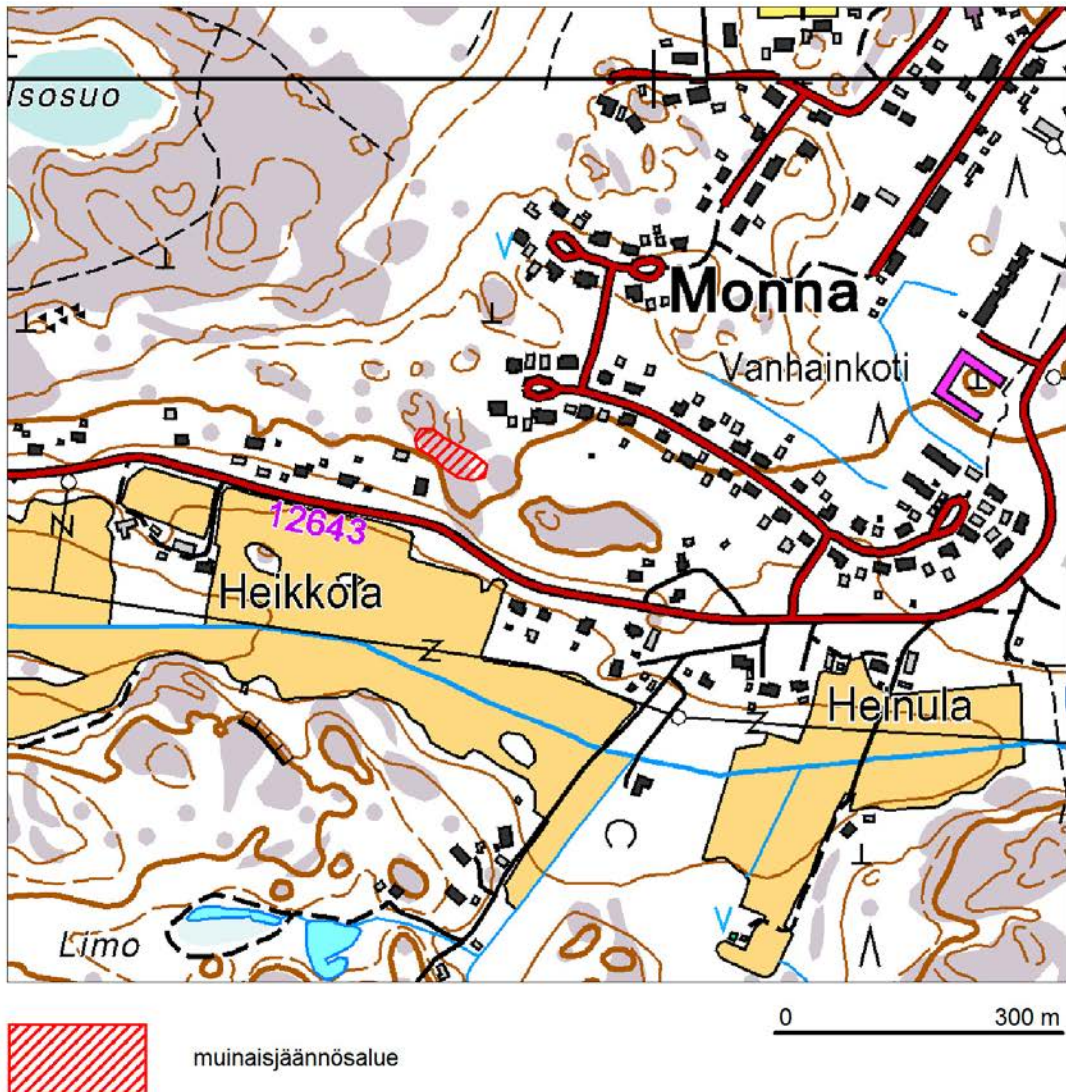 Isosuo
Monna
Vanhainkoti
12643
Heikkola
Heinula
Limo
0 300 m
muinaisjäännösalue